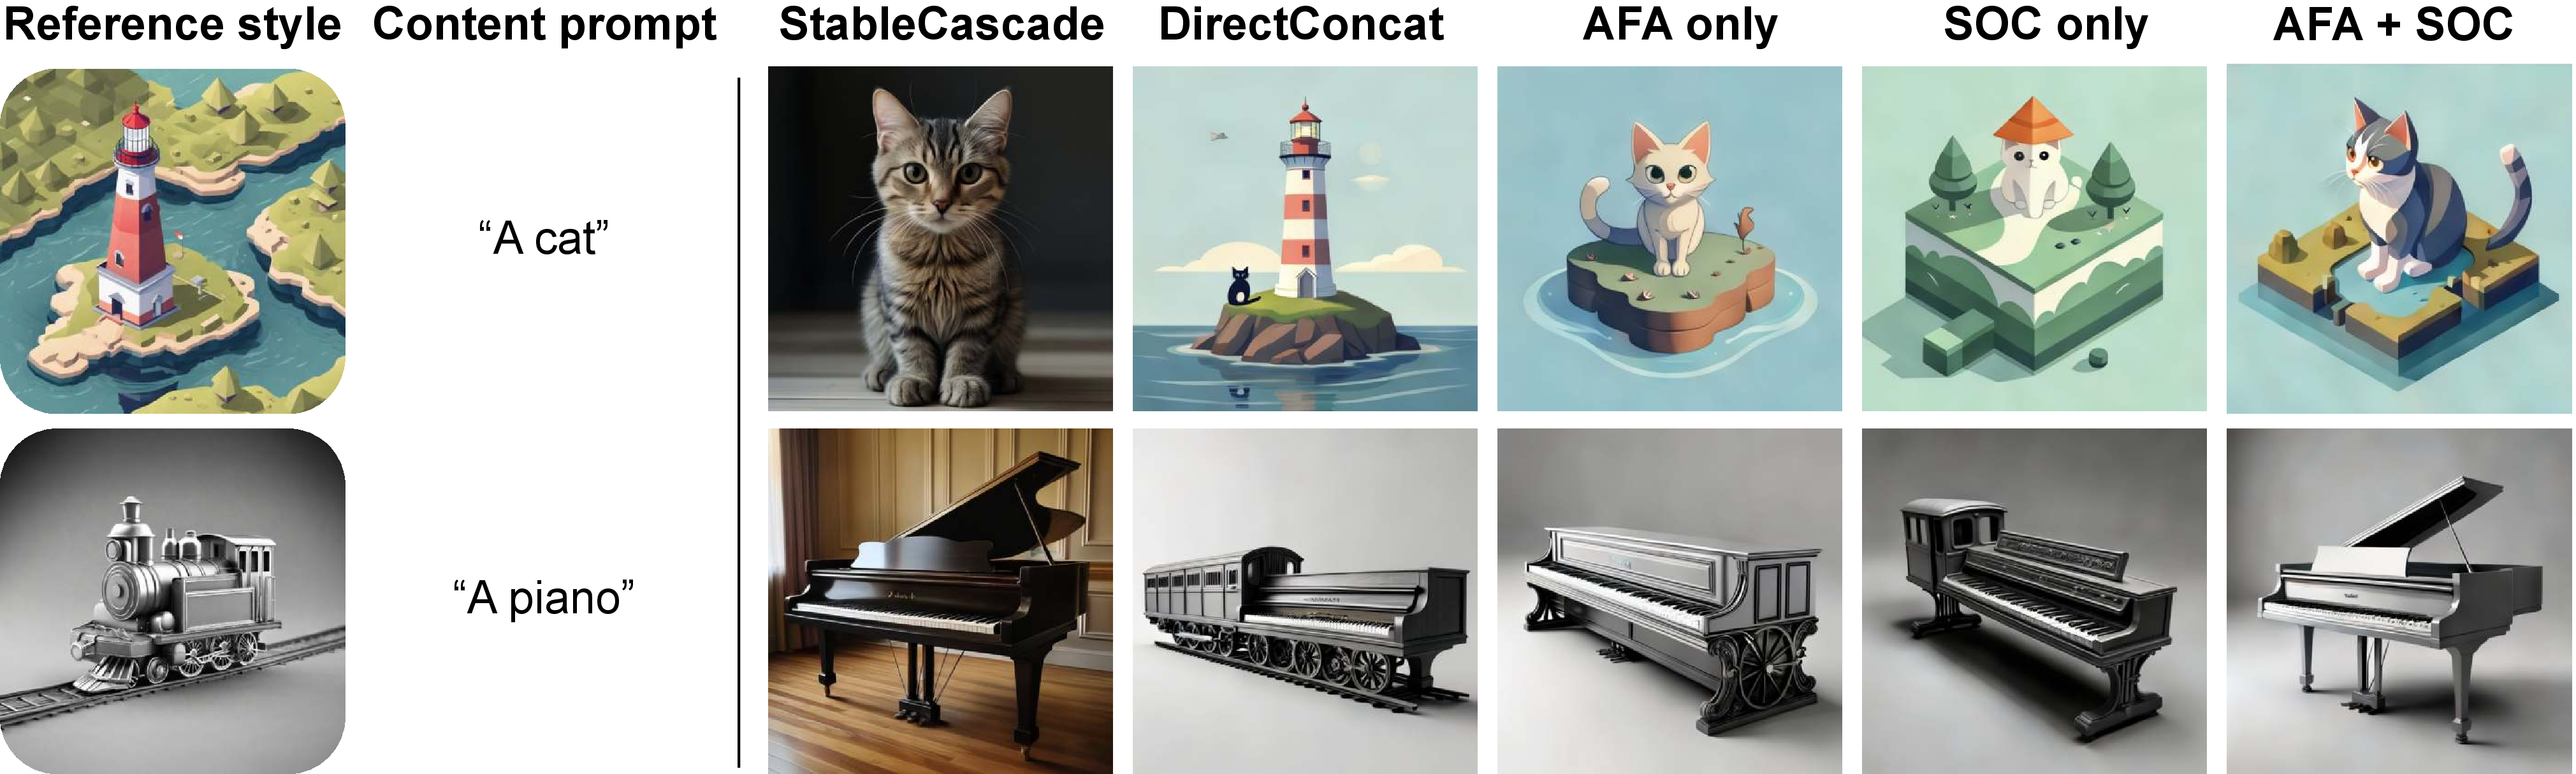 Reference style Content prompt StableCascade DirectConcat AFA only SOC only AFA + SOC
“A cat”
“A piano”